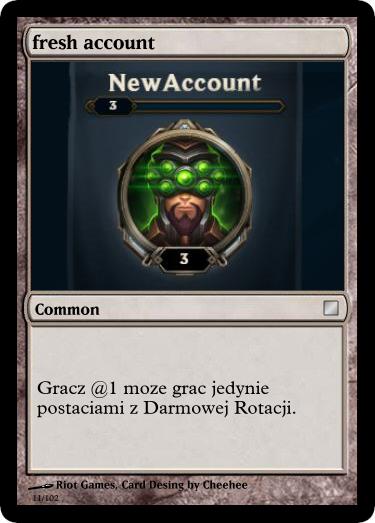 fresh account
NewAccount
3
3
Common
Gracz @1 moze grac jedynie
postaciami z Darmowej Rotacji.
Riot Games, Card Desing by Cheehee
11/102